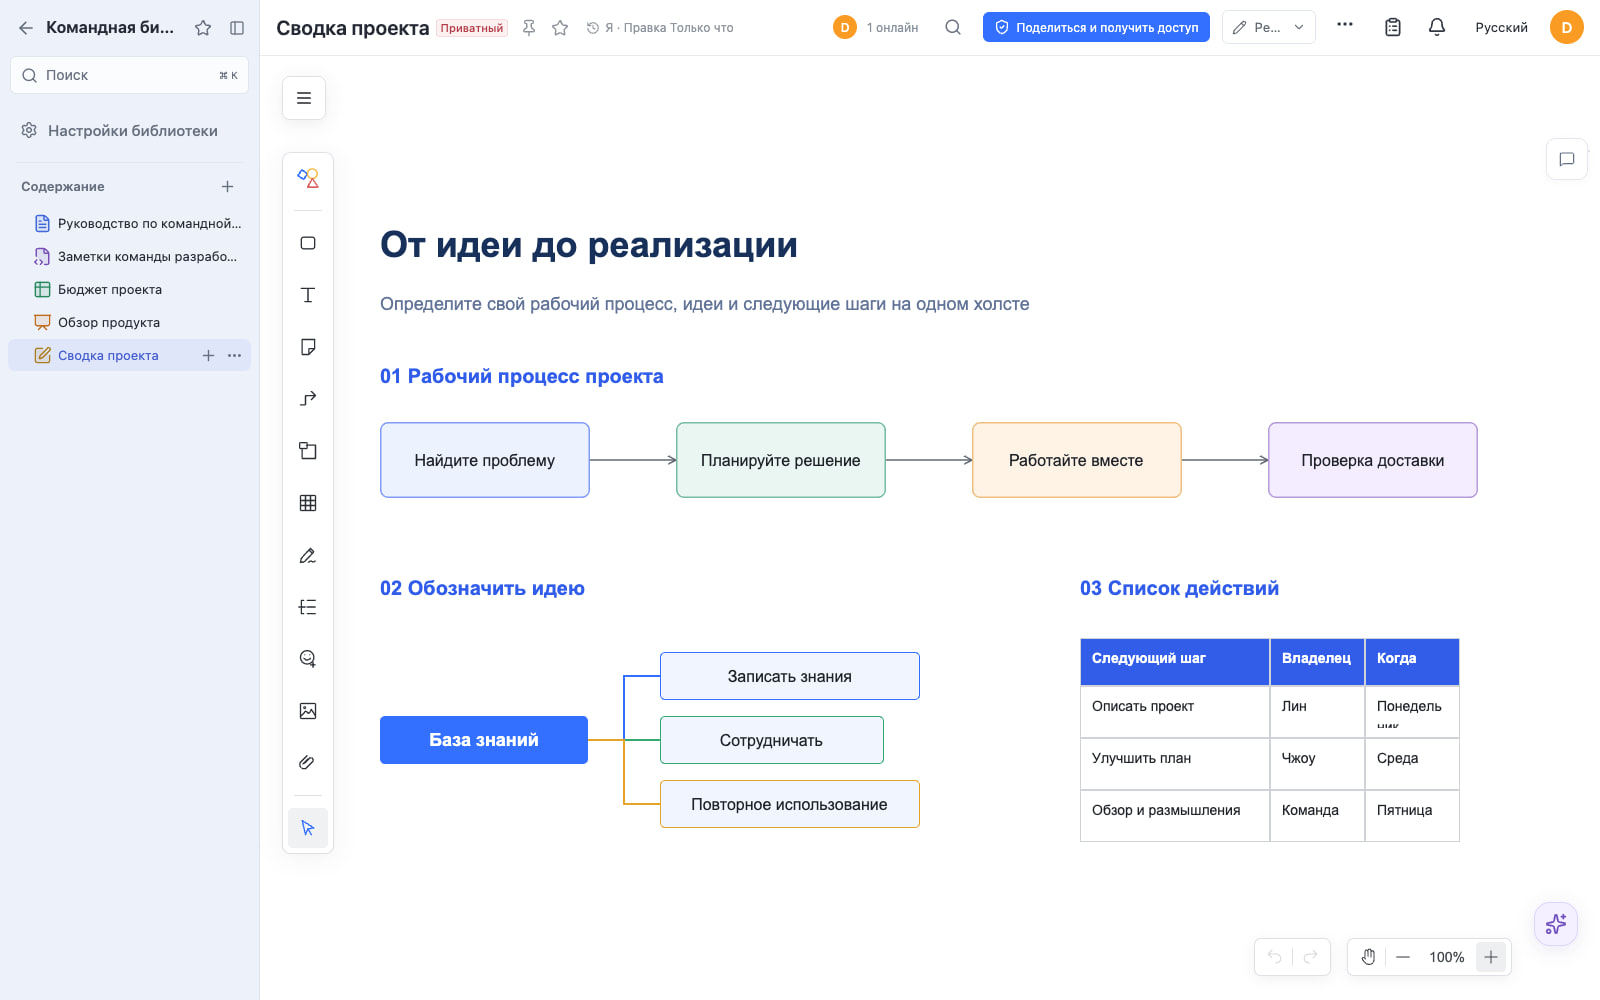 Командная би...
Поиск
⌘ K
Настройки библиотеки
Содержание
Руководство по командной...
Заметки команды разрабо...
Бюджет проекта
Обзор продукта
Сводка проекта
Сводка проекта
Приватный
Я · Правка Только что
D
1 онлайн
Поделиться и получить доступ
Ре...
Русский
D
От идеи до реализации
Определите свой рабочий процесс, идеи и следующие шаги на одном холсте
01 Рабочий процесс проекта
Найдите проблему
Планируйте решение
Работайте вместе
Проверка доставки
02 Обозначить идею
База знаний
Записать знания
Сотрудничать
Повторное использование
03 Список действий
Следующий шаг Владелец Когда
Описать проект Лин Понедель
ник
Улучшить план Чжоу Среда
Обзор и размышления Команда Пятница
100%